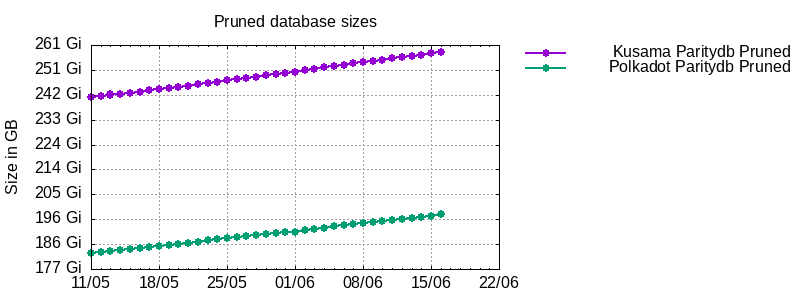 Pruned database sizes
261 Gi
251 Gi
242 Gi
233 Gi
224 Gi
214 Gi
205 Gi
196 Gi
186 Gi
177 Gi
Size in GB
11/05 18/05 25/05 01/06 08/06 15/06 22/06
Kusama Paritydb Pruned
Polkadot Paritydb Pruned